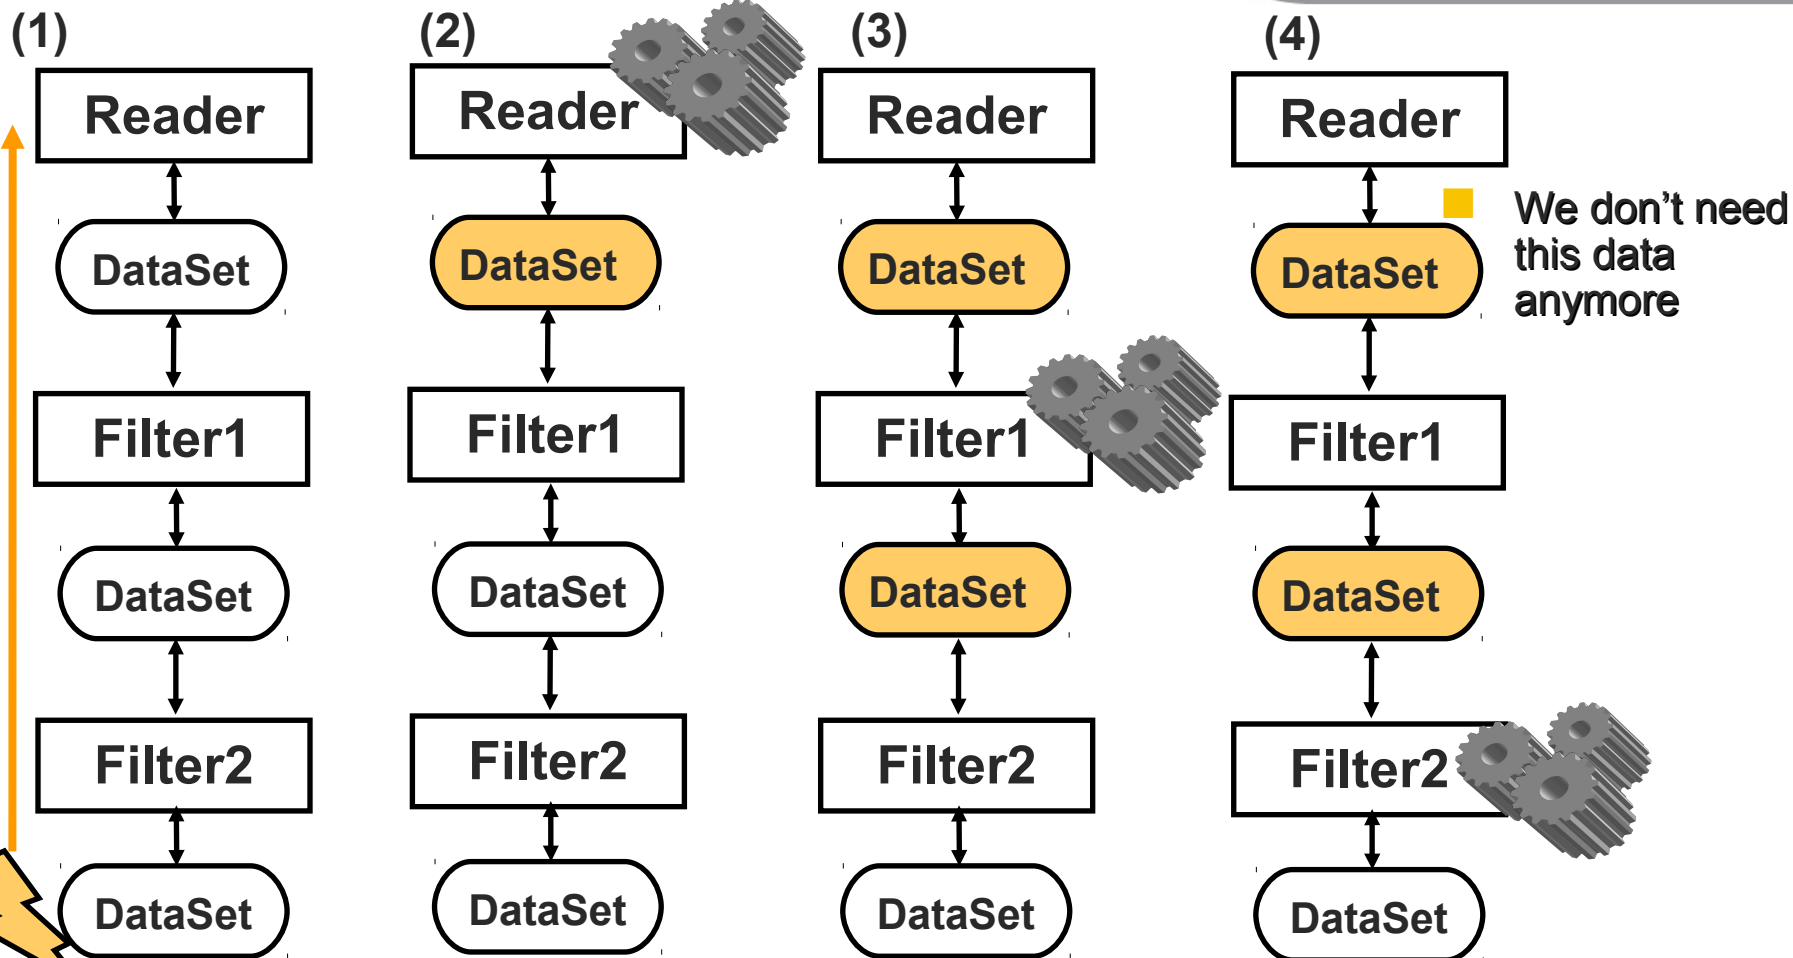 (1)
Reader
DataSet
Filter1
DataSet
Filter2
DataSet
(2)
Reader
DataSet
Filter1
DataSet
Filter2
DataSet
(3)
Reader
DataSet
Filter1
DataSet
Filter2
DataSet
(4)
Reader
DataSet
We don’t need
this data
anymore
Filter1
DataSet
Filter2
DataSet